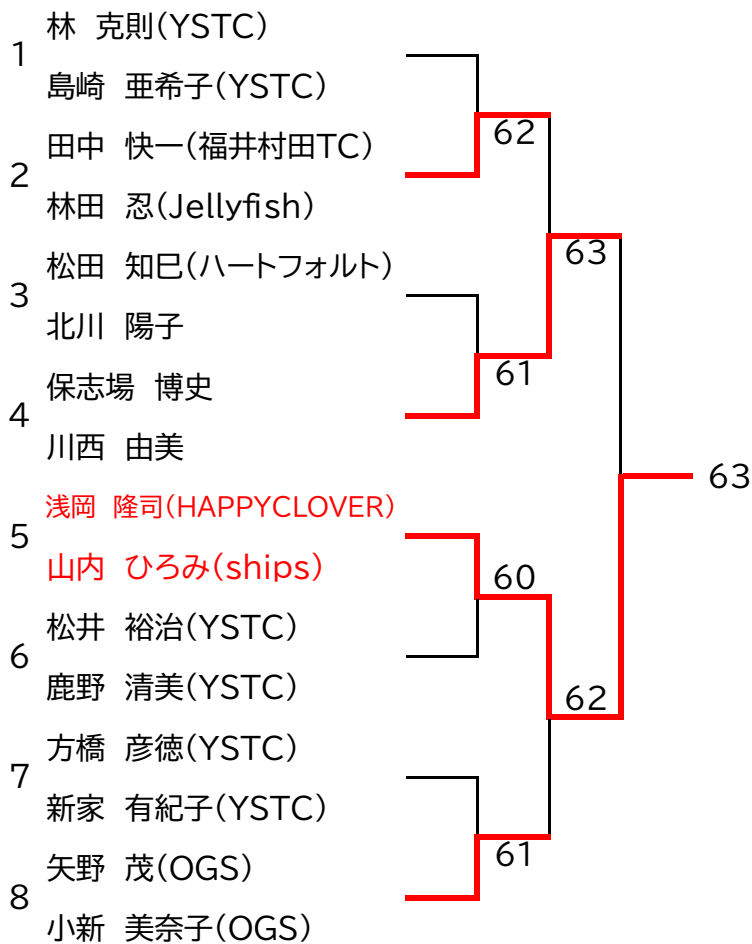 1
林 克則(YSTC)
島崎 亜希子(YSTC)
2
田中 快一(福井村田TC)
林田 忍(Jellyfish)
3
松田 知巳(ハートフォルト)
北川 陽子
4
保志場 博史
川西 由美
5
浅岡 隆司(HAPPYCLOVER)
山内 ひろみ(ships)
6
松井 裕治(YSTC)
鹿野 清美(YSTC)
7
方橋 彦徳(YSTC)
新家 有紀子(YSTC)
8
矢野 茂(OGS)
小新 美奈子(OGS)
62
61
60
61
63
62
63